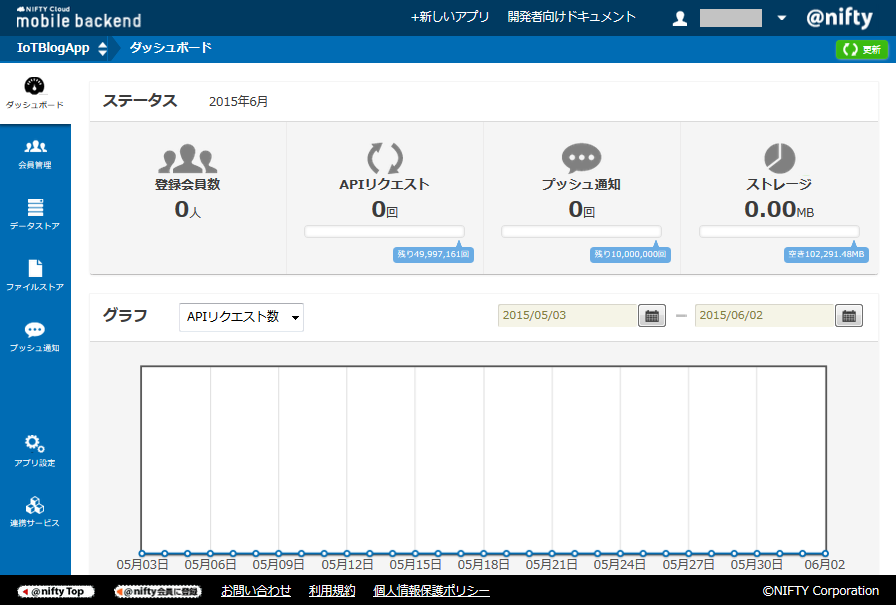 NIFTY Cloud
mobile backend
+新しいアプリ 開発者向けドキュメント @nifty
IoTBlogApp ダッシュボード 更新
ダッシュボード
会員管理
データストア
ファイルストア
プッシュ通知
アプリ設定
連携サービス
ステータス 2015年6月
登録会員数 APIリクエスト プッシュ通知 ストレージ
0人 0回 0回 0.00MB
残り49,997,161回 残り10,000,000回 空き102,291.48MB
グラフ APIリクエスト数 2015/05/03 — 2015/06/02
05月03日 05月06日 05月09日 05月12日 05月15日 05月18日 05月21日 05月24日 05月27日 05月30日 06月02
@nifty Top @nifty会員に登録 お問い合わせ 利用規約 個人情報保護ポリシー ©NIFTY Corporation